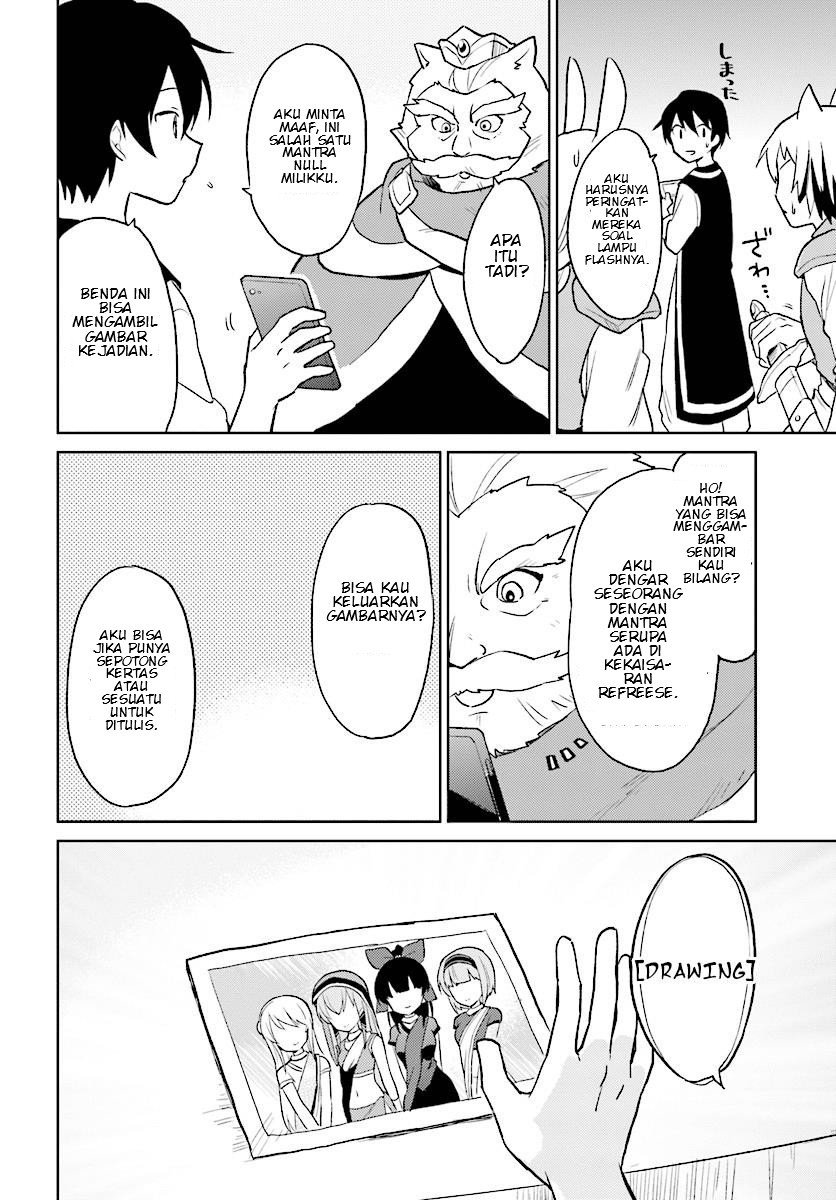 しまった
AKU
HARUSNYA
PERINGAT-
KAN
MEREKA
SOAL
LAMPU
FLASHNYA.
ざわ…
APA
ITU
TADI?
AKU MINTA
MAAF, INI
SALAH SATU
MANTRA
NULL
MILIKKU.
BENDA INI
BISA
MENGAMBIL
GAMBAR
KEJADIAN.
HO!
MANTRA
YANG BISA
MENGGAM-
BAR
SENDIRI
KAU
BILANG?
AKU
DENGAR
SESEORANG
DENGAN
MANTRA
SERUPA
ADA DI
KEKAISA-
RAN
REFREESE.
BISA KAU
KELUARKAN
GAMBARNYA?
AKU BISA
JIKA PUNYA
SEPOTONG
KERTAS
ATAU
SESUATU
UNTUK
DITULIS.
[DRAWING]